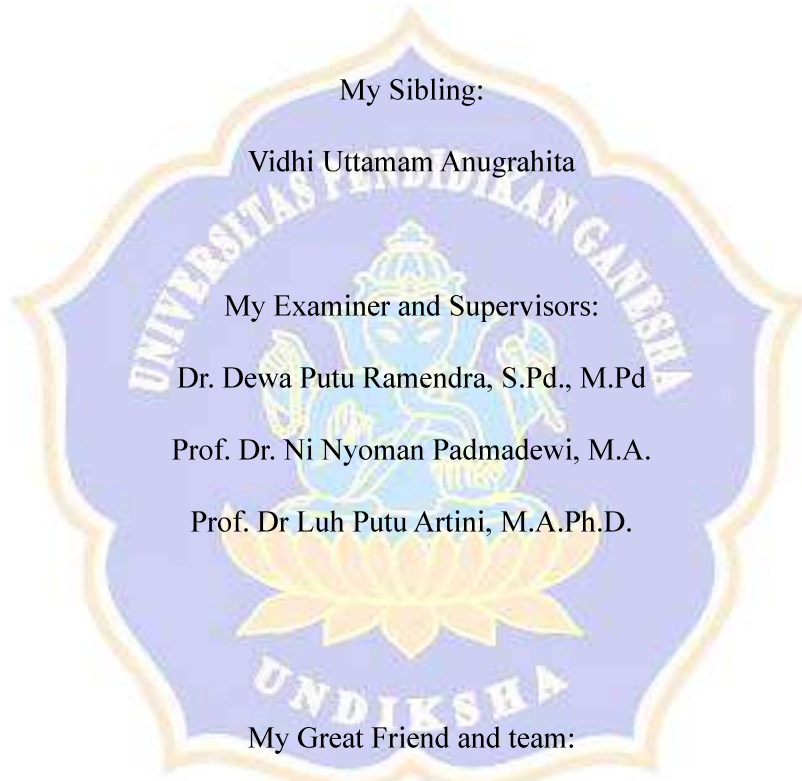 My Sibling:
Vidhi Uttamam Anugrahita
UNIVERSITAS PENDIDIKAN GANESHA
My Examiner and Supervisors:
Dr. Dewa Putu Ramendra, S.Pd., M.Pd
Prof. Dr. Ni Nyoman Padmadewi, M.A.
Prof. Dr Luh Putu Artini, M.A.Ph.D.
UNDIKSHA
My Great Friend and team: